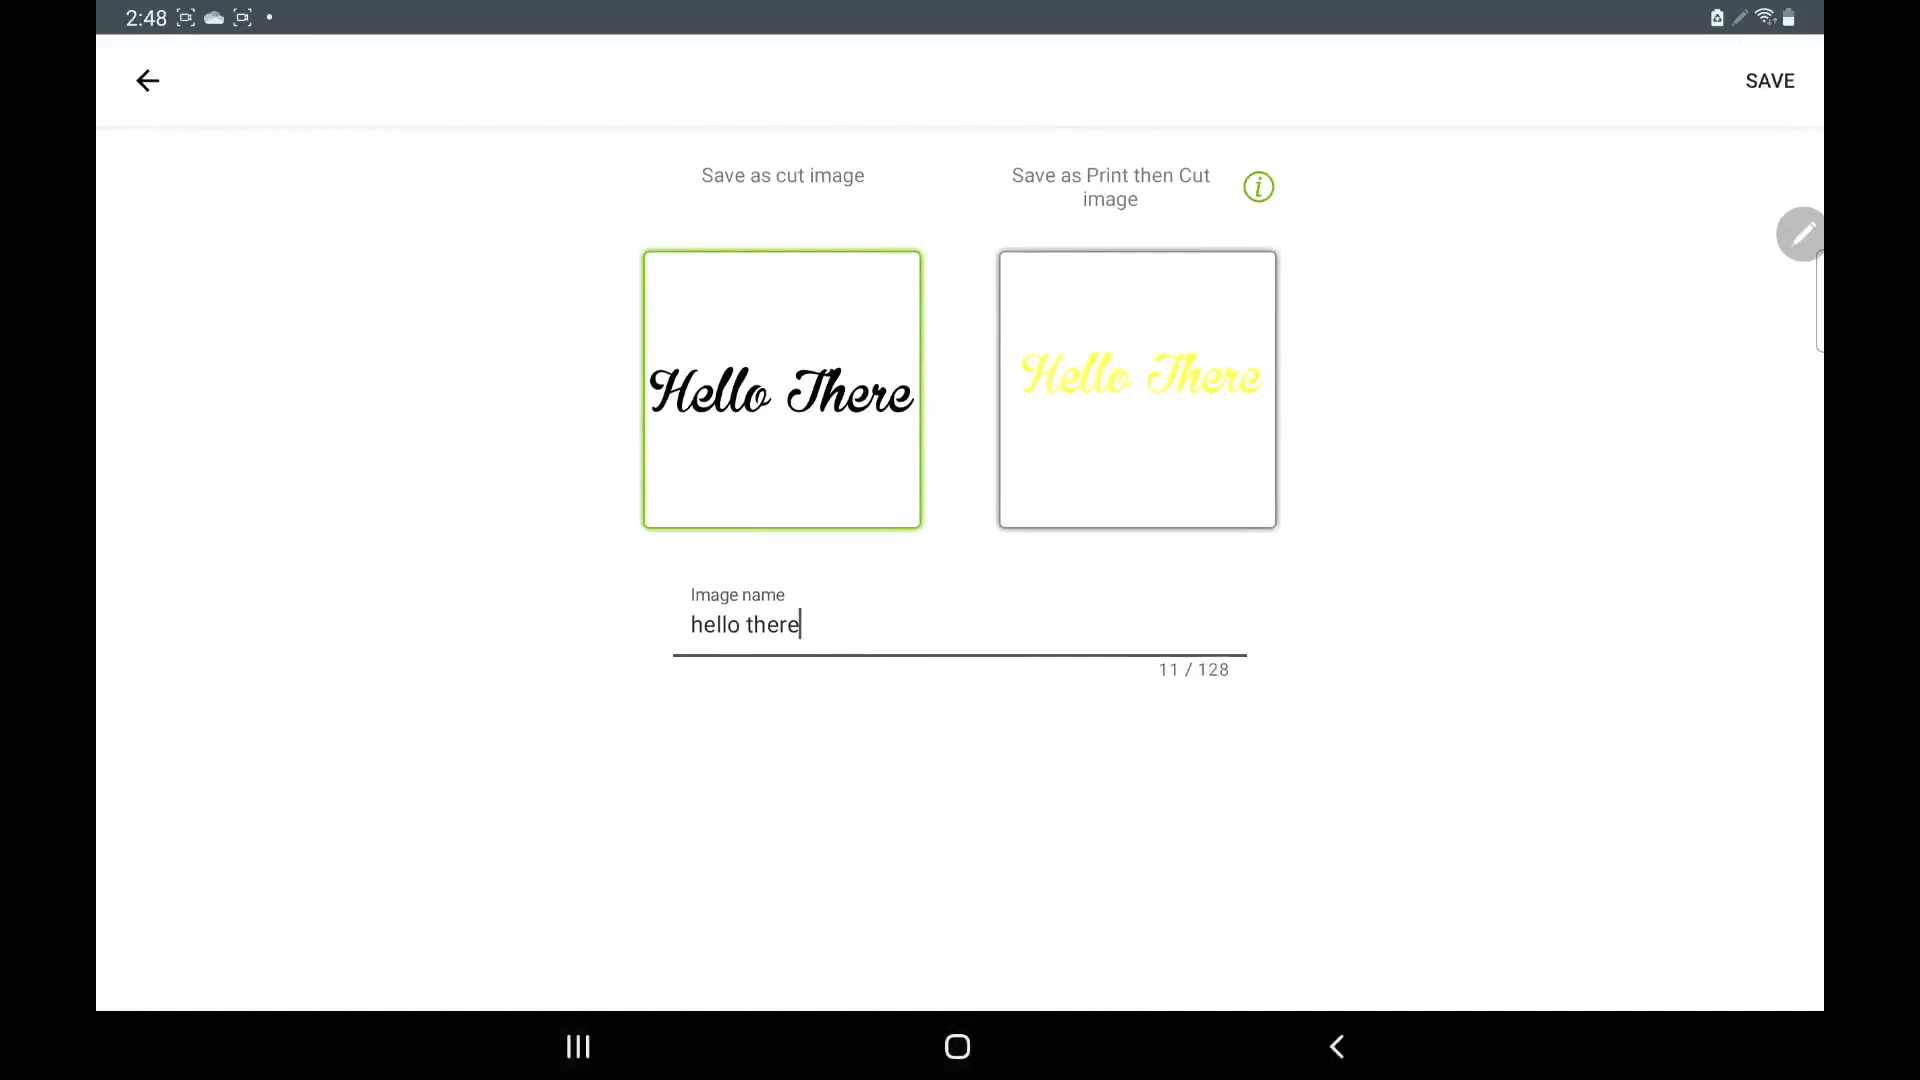 2:48
SAVE
Save as cut image
Save as Print then Cut
image
i
Hello There
Hello There
Image name
hello there
11 / 128